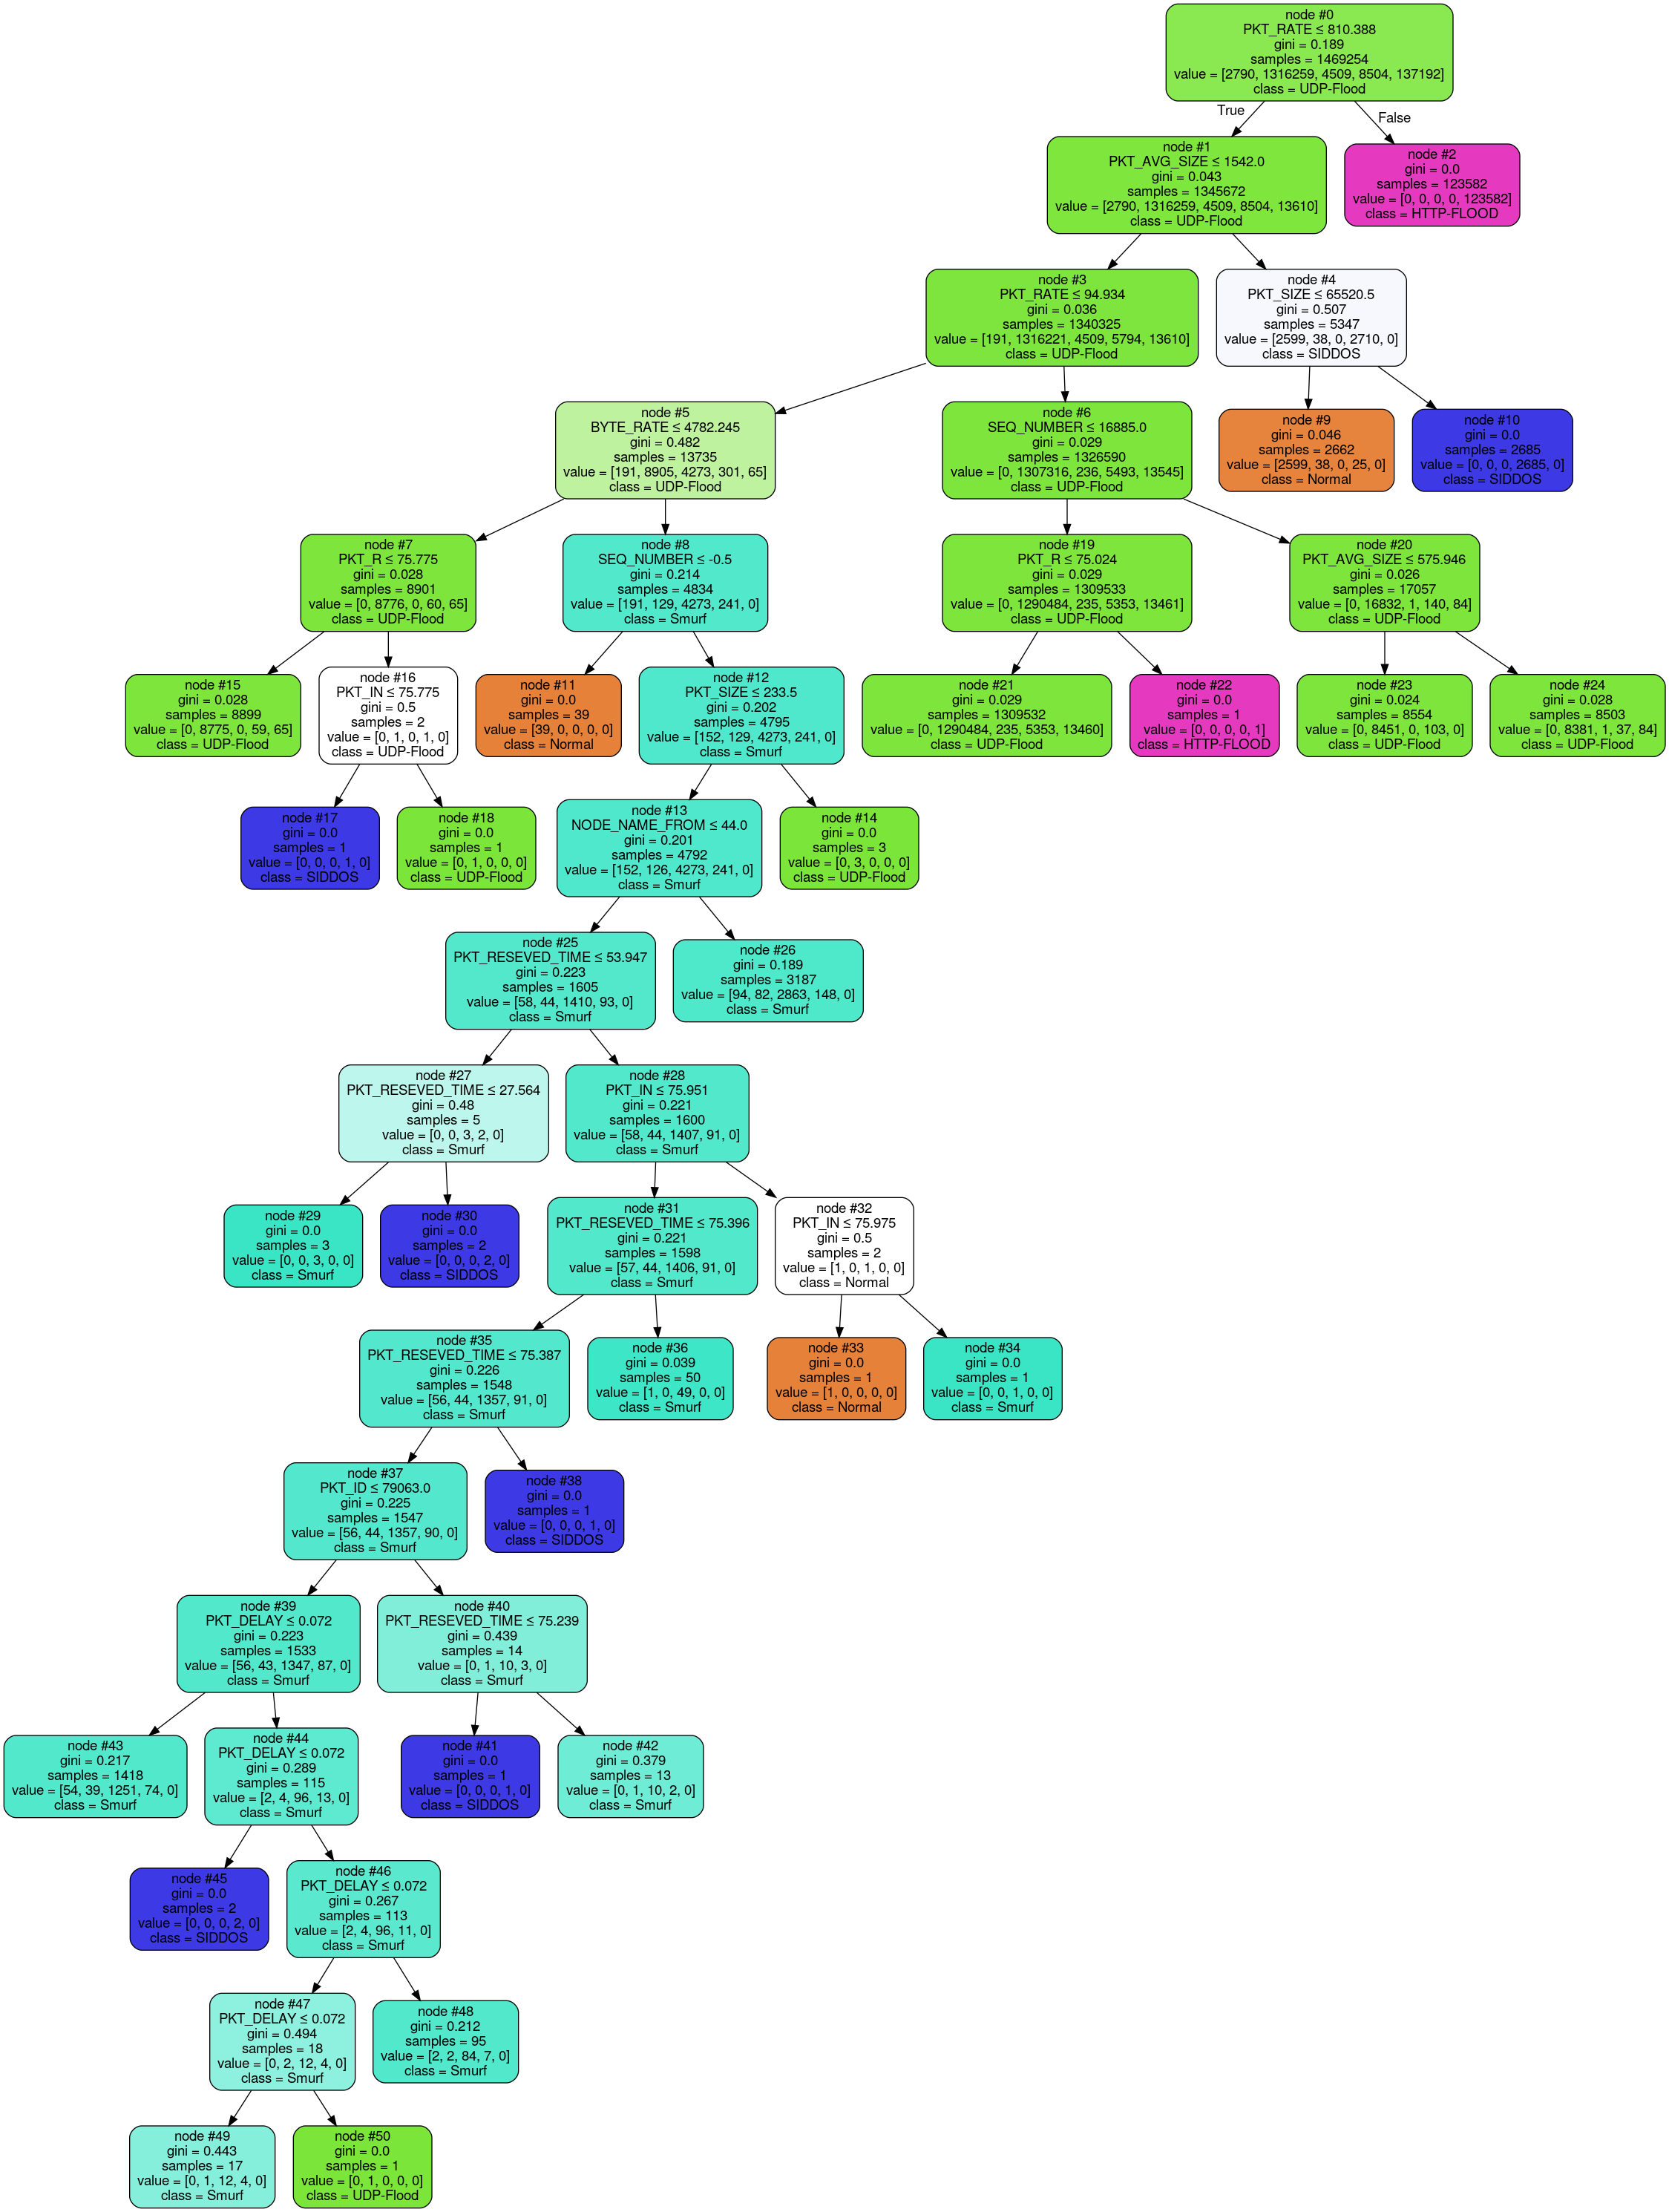 node #0
PKT_RATE ≤ 810.388
gini = 0.189
samples = 1469254
value = [2790, 1316259, 4509, 8504, 137192]
class = UDP-Flood
True
False
node #1
PKT_AVG_SIZE ≤ 1542.0
gini = 0.043
samples = 1345672
value = [2790, 1316259, 4509, 8504, 13610]
class = UDP-Flood
node #2
gini = 0.0
samples = 123582
value = [0, 0, 0, 0, 123582]
class = HTTP-FLOOD
node #3
PKT_RATE ≤ 94.934
gini = 0.036
samples = 1340325
value = [191, 1316221, 4509, 5794, 13610]
class = UDP-Flood
node #4
PKT_SIZE ≤ 65520.5
gini = 0.507
samples = 5347
value = [2599, 38, 0, 2710, 0]
class = SIDDOS
node #5
BYTE_RATE ≤ 4782.245
gini = 0.482
samples = 13735
value = [191, 8905, 4273, 301, 65]
class = UDP-Flood
node #6
SEQ_NUMBER ≤ 16885.0
gini = 0.029
samples = 1326590
value = [0, 1307316, 236, 5493, 13545]
class = UDP-Flood
node #9
gini = 0.046
samples = 2662
value = [2599, 38, 0, 25, 0]
class = Normal
node #10
gini = 0.0
samples = 2685
value = [0, 0, 0, 2685, 0]
class = SIDDOS
node #7
PKT_R ≤ 75.775
gini = 0.028
samples = 8901
value = [0, 8776, 0, 60, 65]
class = UDP-Flood
node #8
SEQ_NUMBER ≤ -0.5
gini = 0.214
samples = 4834
value = [191, 129, 4273, 241, 0]
class = Smurf
node #19
PKT_R ≤ 75.024
gini = 0.029
samples = 1309533
value = [0, 1290484, 235, 5353, 13461]
class = UDP-Flood
node #20
PKT_AVG_SIZE ≤ 575.946
gini = 0.026
samples = 17057
value = [0, 16832, 1, 140, 84]
class = UDP-Flood
node #15
gini = 0.028
samples = 8899
value = [0, 8775, 0, 59, 65]
class = UDP-Flood
node #16
PKT_IN ≤ 75.775
gini = 0.5
samples = 2
value = [0, 1, 0, 1, 0]
class = UDP-Flood
node #11
gini = 0.0
samples = 39
value = [39, 0, 0, 0, 0]
class = Normal
node #12
PKT_SIZE ≤ 233.5
gini = 0.202
samples = 4795
value = [152, 129, 4273, 241, 0]
class = Smurf
node #21
gini = 0.029
samples = 1309532
value = [0, 1290484, 235, 5353, 13460]
class = UDP-Flood
node #22
gini = 0.0
samples = 1
value = [0, 0, 0, 0, 1]
class = HTTP-FLOOD
node #23
gini = 0.024
samples = 8554
value = [0, 8451, 0, 103, 0]
class = UDP-Flood
node #24
gini = 0.028
samples = 8503
value = [0, 8381, 1, 37, 84]
class = UDP-Flood
node #17
gini = 0.0
samples = 1
value = [0, 0, 0, 1, 0]
class = SIDDOS
node #18
gini = 0.0
samples = 1
value = [0, 1, 0, 0, 0]
class = UDP-Flood
node #13
NODE_NAME_FROM ≤ 44.0
gini = 0.201
samples = 4792
value = [152, 126, 4273, 241, 0]
class = Smurf
node #14
gini = 0.0
samples = 3
value = [0, 3, 0, 0, 0]
class = UDP-Flood
node #25
PKT_RESEVED_TIME ≤ 53.947
gini = 0.223
samples = 1605
value = [58, 44, 1410, 93, 0]
class = Smurf
node #26
gini = 0.189
samples = 3187
value = [94, 82, 2863, 148, 0]
class = Smurf
node #27
PKT_RESEVED_TIME ≤ 27.564
gini = 0.48
samples = 5
value = [0, 0, 3, 2, 0]
class = Smurf
node #28
PKT_IN ≤ 75.951
gini = 0.221
samples = 1600
value = [58, 44, 1407, 91, 0]
class = Smurf
node #29
gini = 0.0
samples = 3
value = [0, 0, 3, 0, 0]
class = Smurf
node #30
gini = 0.0
samples = 2
value = [0, 0, 0, 2, 0]
class = SIDDOS
node #31
PKT_RESEVED_TIME ≤ 75.396
gini = 0.221
samples = 1598
value = [57, 44, 1406, 91, 0]
class = Smurf
node #32
PKT_IN ≤ 75.975
gini = 0.5
samples = 2
value = [1, 0, 1, 0, 0]
class = Normal
node #35
PKT_RESEVED_TIME ≤ 75.387
gini = 0.226
samples = 1548
value = [56, 44, 1357, 91, 0]
class = Smurf
node #36
gini = 0.039
samples = 50
value = [1, 0, 49, 0, 0]
class = Smurf
node #33
gini = 0.0
samples = 1
value = [1, 0, 0, 0, 0]
class = Normal
node #34
gini = 0.0
samples = 1
value = [0, 0, 1, 0, 0]
class = Smurf
node #37
PKT_ID ≤ 79063.0
gini = 0.225
samples = 1547
value = [56, 44, 1357, 90, 0]
class = Smurf
node #38
gini = 0.0
samples = 1
value = [0, 0, 0, 1, 0]
class = SIDDOS
node #39
PKT_DELAY ≤ 0.072
gini = 0.223
samples = 1533
value = [56, 43, 1347, 87, 0]
class = Smurf
node #40
PKT_RESEVED_TIME ≤ 75.239
gini = 0.439
samples = 14
value = [0, 1, 10, 3, 0]
class = Smurf
node #43
gini = 0.217
samples = 1418
value = [54, 39, 1251, 74, 0]
class = Smurf
node #44
PKT_DELAY ≤ 0.072
gini = 0.289
samples = 115
value = [2, 4, 96, 13, 0]
class = Smurf
node #41
gini = 0.0
samples = 1
value = [0, 0, 0, 1, 0]
class = SIDDOS
node #42
gini = 0.379
samples = 13
value = [0, 1, 10, 2, 0]
class = Smurf
node #45
gini = 0.0
samples = 2
value = [0, 0, 0, 2, 0]
class = SIDDOS
node #46
PKT_DELAY ≤ 0.072
gini = 0.267
samples = 113
value = [2, 4, 96, 11, 0]
class = Smurf
node #47
PKT_DELAY ≤ 0.072
gini = 0.494
samples = 18
value = [0, 2, 12, 4, 0]
class = Smurf
node #48
gini = 0.212
samples = 95
value = [2, 2, 84, 7, 0]
class = Smurf
node #49
gini = 0.443
samples = 17
value = [0, 1, 12, 4, 0]
class = Smurf
node #50
gini = 0.0
samples = 1
value = [0, 1, 0, 0, 0]
class = UDP-Flood